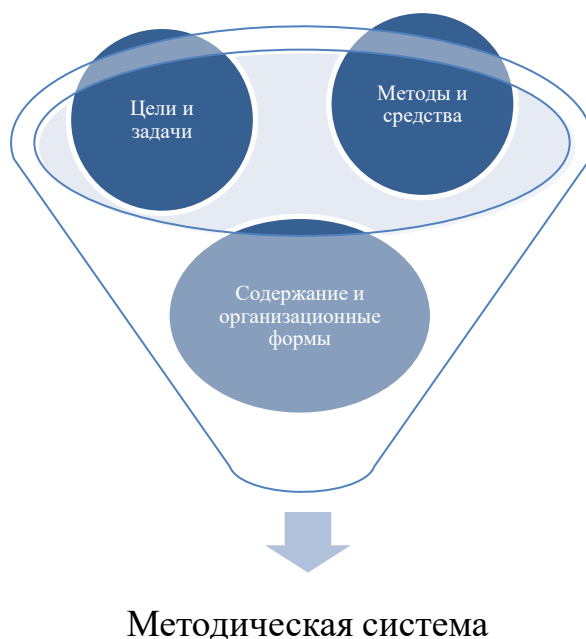 Цели и
задачи
Методы и
средства
Содержание и
организационные
формы
Методическая система